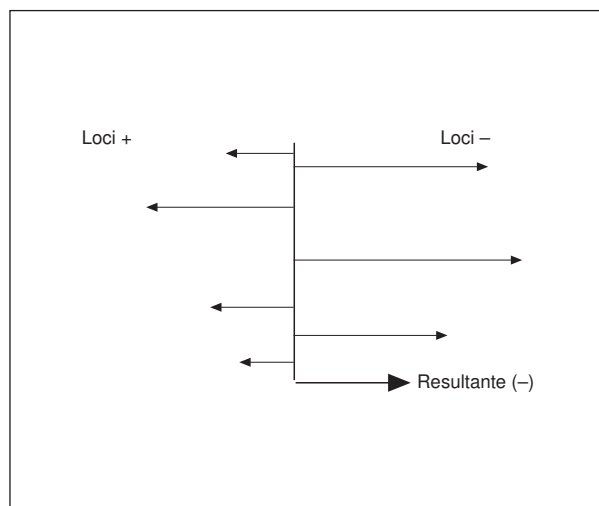 Loci +
Loci –
Resultante (–)